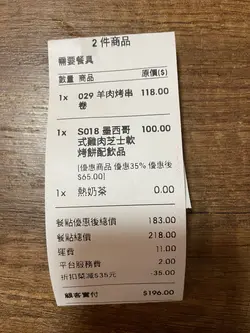 2 件商品
需要餐具
數量 商品 原價($)
1x 029 羊肉烤串 118.00
卷
1x S018 墨西哥 100.00
式雞肉芝士軟
烤餅配飲品
(優惠商品 優惠35% 優惠後
$65.00)
1x 熱奶茶 0.00
餐點優惠後總價 183.00
餐點總價 218.00
運費 11.00
平台服務費 2.00
折扣菜減$35元 -35.00
顧客實付 $196.00